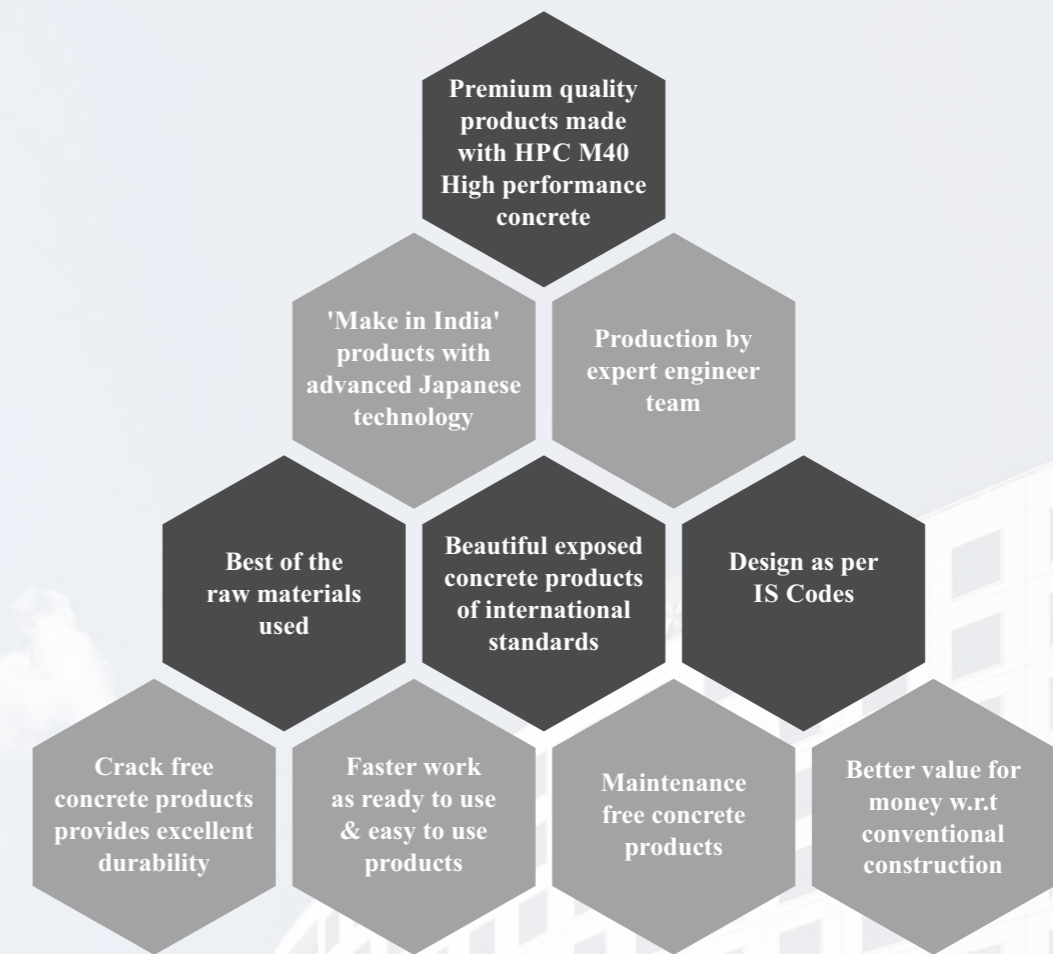 Premium quality
products made
with HPC M40
High performance
concrete
'Make in India'
products with
advanced Japanese
technology
Production by
expert engineer
team
Best of the
raw materials
used
Beautiful exposed
concrete products
of international
standards
Design as per
IS Codes
Crack free
concrete products
provides excellent
durability
Faster work
as ready to use
& easy to use
products
Maintenance
free concrete
products
Better value for
money w.r.t
conventional
construction